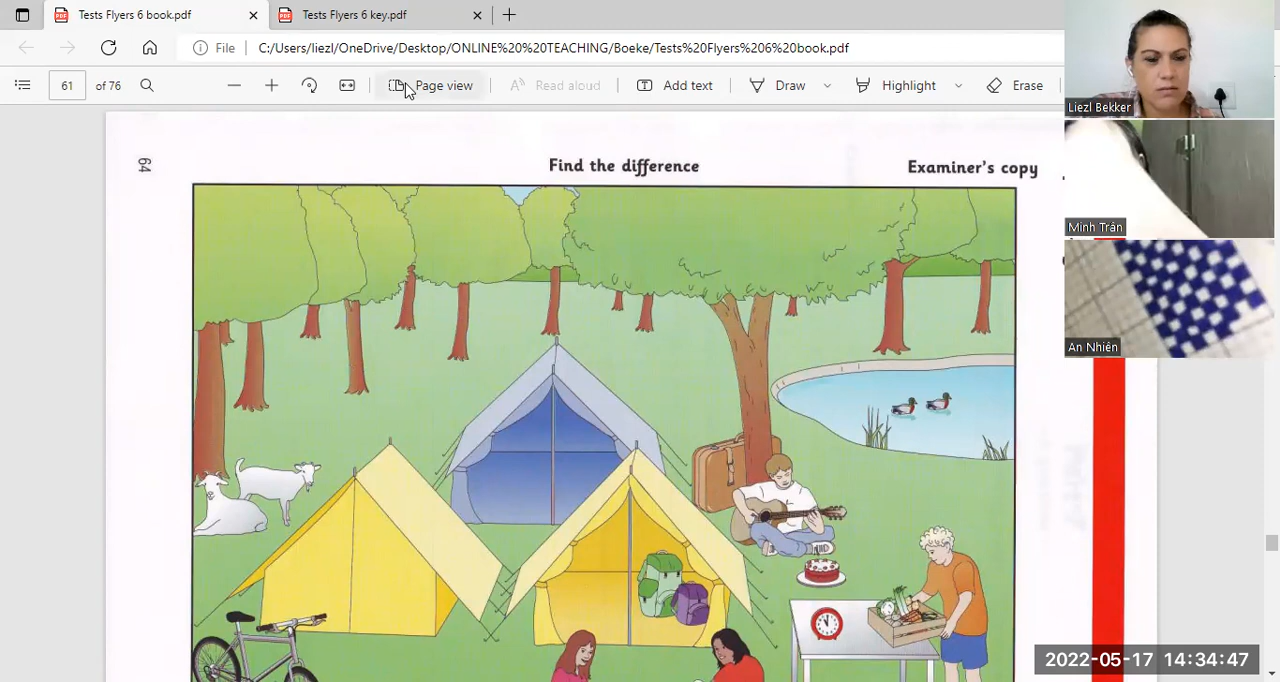 Tests Flyers 6 book.pdf
Tests Flyers 6 key.pdf
File C:/Users/liezl/OneDrive/Desktop/ONLINE%20%20TEACHING/Boeke/Tests%20Flyers%206%20book.pdf
61 of 76 Page view Read aloud Add text Draw Highlight Erase
64
Find the difference
Examiner's copy
Liezl Bekker
Minh Trân
An Nhiên
2022-05-17 14:34:47